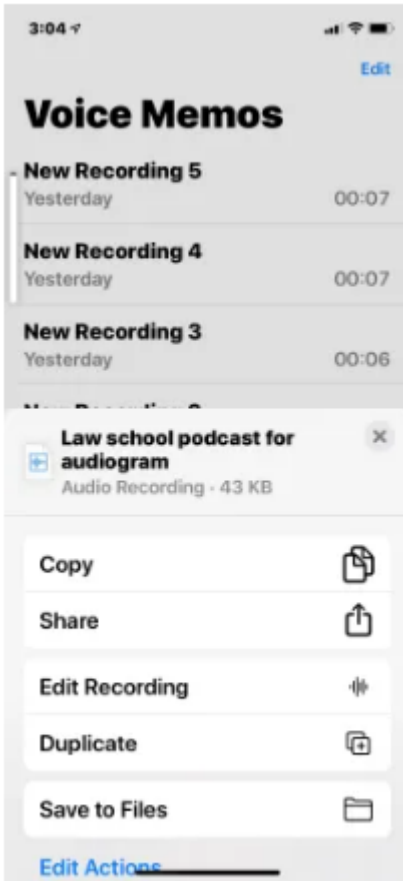 3:04
Edit
Voice Memos
New Recording 5
Yesterday 00:07
New Recording 4
Yesterday 00:07
New Recording 3
Yesterday 00:06
Law school podcast for
audiogram
Audio Recording · 43 KB
Copy
Share
Edit Recording
Duplicate
Save to Files
Edit Actions